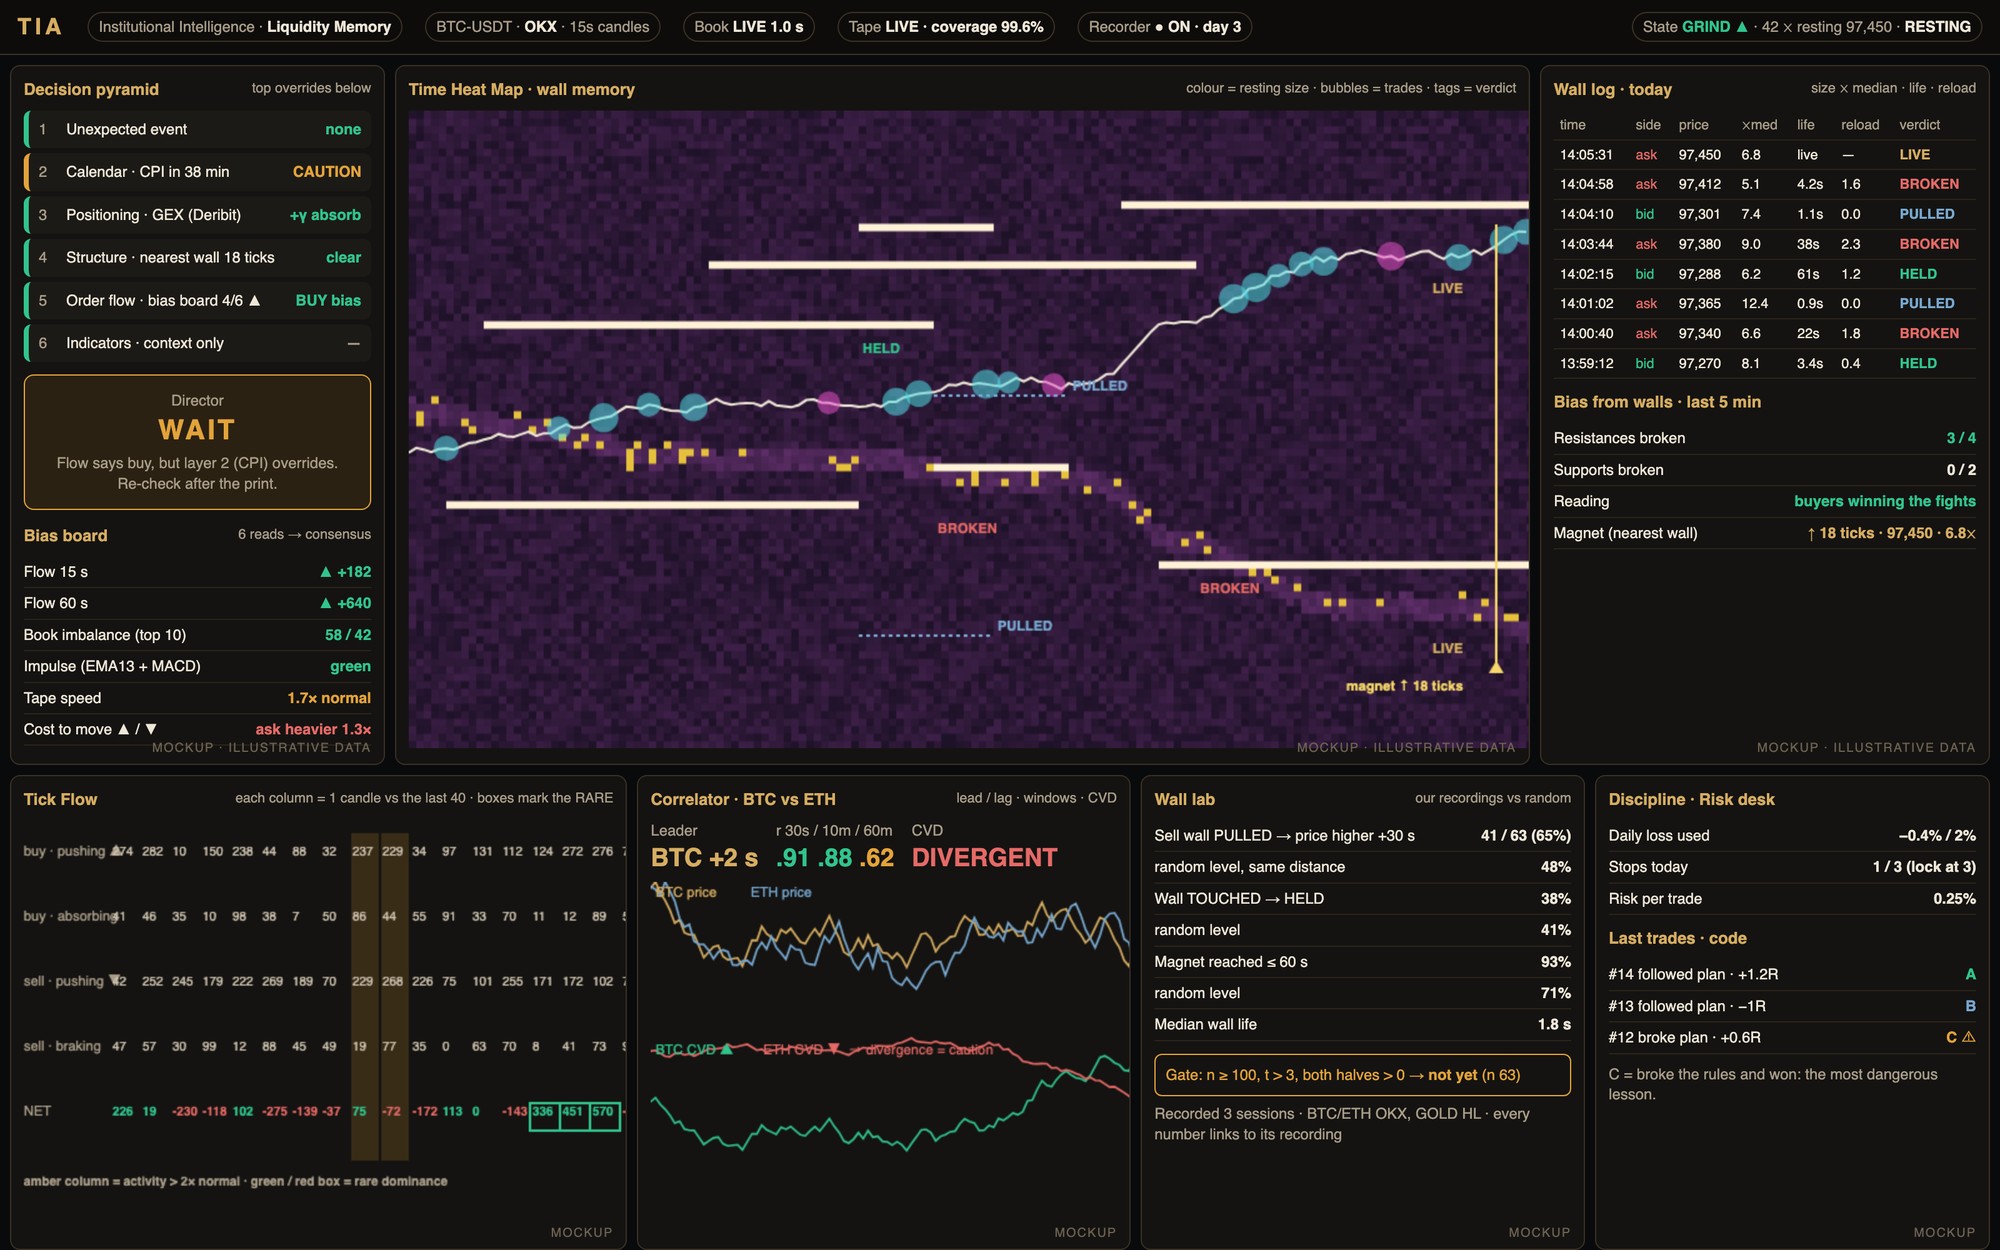 TIA
Institutional Intelligence · Liquidity Memory
BTC-USDT · OKX · 15s candles
Book LIVE 1.0 s
Tape LIVE · coverage 99.6%
Recorder ● ON · day 3
State GRIND ▲ · 42 × resting 97,450 · RESTING
Decision pyramid top overrides below
1 Unexpected event none
2 Calendar · CPI in 38 min CAUTION
3 Positioning · GEX (Deribit) +γ absorb
4 Structure · nearest wall 18 ticks clear
5 Order flow · bias board 4/6 ▲ BUY bias
6 Indicators · context only —
Director
WAIT
Flow says buy, but layer 2 (CPI) overrides.
Re-check after the print.
Bias board 6 reads → consensus
Flow 15 s ▲ +182
Flow 60 s ▲ +640
Book imbalance (top 10) 58 / 42
Impulse (EMA13 + MACD) green
Tape speed 1.7× normal
Cost to move ▲ / ▼ ask heavier 1.3×
MOCKUP · ILLUSTRATIVE DATA
Time Heat Map · wall memory colour = resting size · bubbles = trades · tags = verdict
LIVE
HELD
PULLED
BROKEN
BROKEN
PULLED
LIVE
magnet ↑ 18 ticks
MOCKUP · ILLUSTRATIVE DATA
Wall log · today size × median · life · reload
time side price ×med life reload verdict
14:05:31 ask 97,450 6.8 live — LIVE
14:04:58 ask 97,412 5.1 4.2s 1.6 BROKEN
14:04:10 bid 97,301 7.4 1.1s 0.0 PULLED
14:03:44 ask 97,380 9.0 38s 2.3 BROKEN
14:02:15 bid 97,288 6.2 61s 1.2 HELD
14:01:02 ask 97,365 12.4 0.9s 0.0 PULLED
14:00:40 ask 97,340 6.6 22s 1.8 BROKEN
13:59:12 bid 97,270 8.1 3.4s 0.4 HELD
Bias from walls · last 5 min
Resistances broken 3 / 4
Supports broken 0 / 2
Reading buyers winning the fights
Magnet (nearest wall) ↑ 18 ticks · 97,450 · 6.8×
MOCKUP · ILLUSTRATIVE DATA
Tick Flow each column = 1 candle vs the last 40 · boxes mark the RARE
buy · pushing ▲ 282 10 150 238 44 88 32 237 229 34 97 131 112 124 272 276
buy · absorbing 46 35 10 98 38 7 50 86 44 55 91 33 70 11 12 89
sell · pushing ▼ 252 245 179 222 269 189 70 229 268 226 75 101 255 171 172 102
sell · braking 47 57 30 99 12 88 45 49 19 77 35 0 63 70 8 41 73
NET 226 19 -230 -118 102 -275 -139 -37 75 -72 -172 113 0 -143 336 451 570
amber column = activity > 2× normal · green / red box = rare dominance
MOCKUP
Correlator · BTC vs ETH lead / lag · windows · CVD
Leader r 30s / 10m / 60m CVD
BTC +2 s .91 .88 .62 DIVERGENT
BTC price ETH price
BTC CVD ▲ ETH CVD ▼ → divergence = caution
MOCKUP
Wall lab our recordings vs random
Sell wall PULLED → price higher +30 s 41 / 63 (65%)
random level, same distance 48%
Wall TOUCHED → HELD 38%
random level 41%
Magnet reached ≤ 60 s 93%
random level 71%
Median wall life 1.8 s
Gate: n ≥ 100, t > 3, both halves > 0 → not yet (n 63)
Recorded 3 sessions · BTC/ETH OKX, GOLD HL · every
number links to its recording
MOCKUP
Discipline · Risk desk
Daily loss used −0.4% / 2%
Stops today 1 / 3 (lock at 3)
Risk per trade 0.25%
Last trades · code
#14 followed plan · +1.2R A
#13 followed plan · −1R B
#12 broke plan · +0.6R C ⚠
C = broke the rules and won: the most dangerous
lesson.
MOCKUP